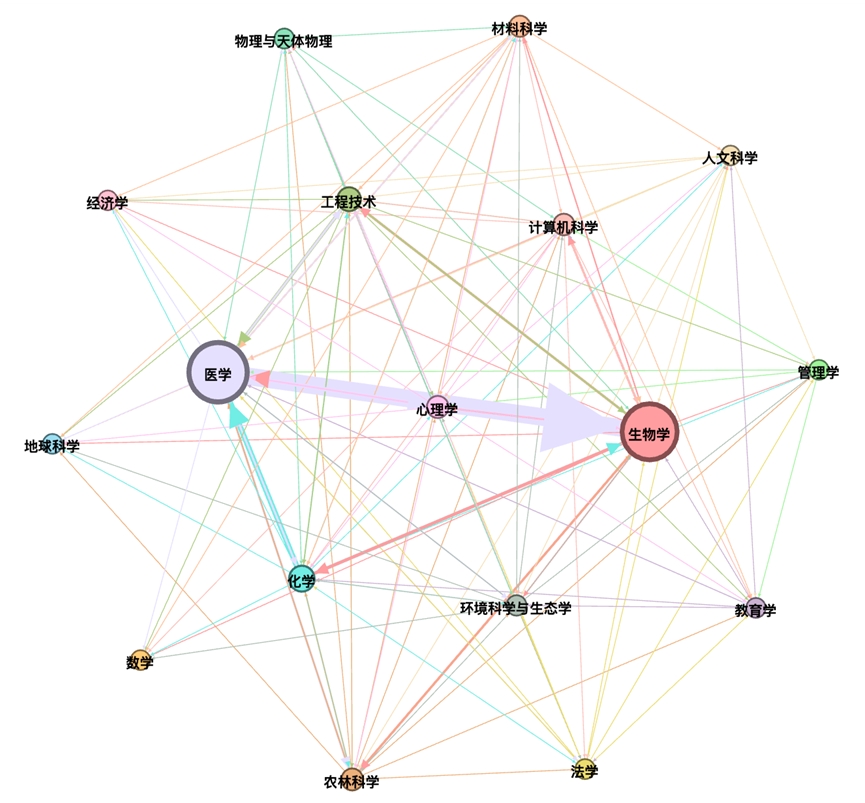 材料科学
物理与天体物理
人文科学
经济学
工程技术
计算机科学
医学
管理学
心理学
生物学
地球科学
化学
环境科学与生态学
教育学
数学
法学
农林科学